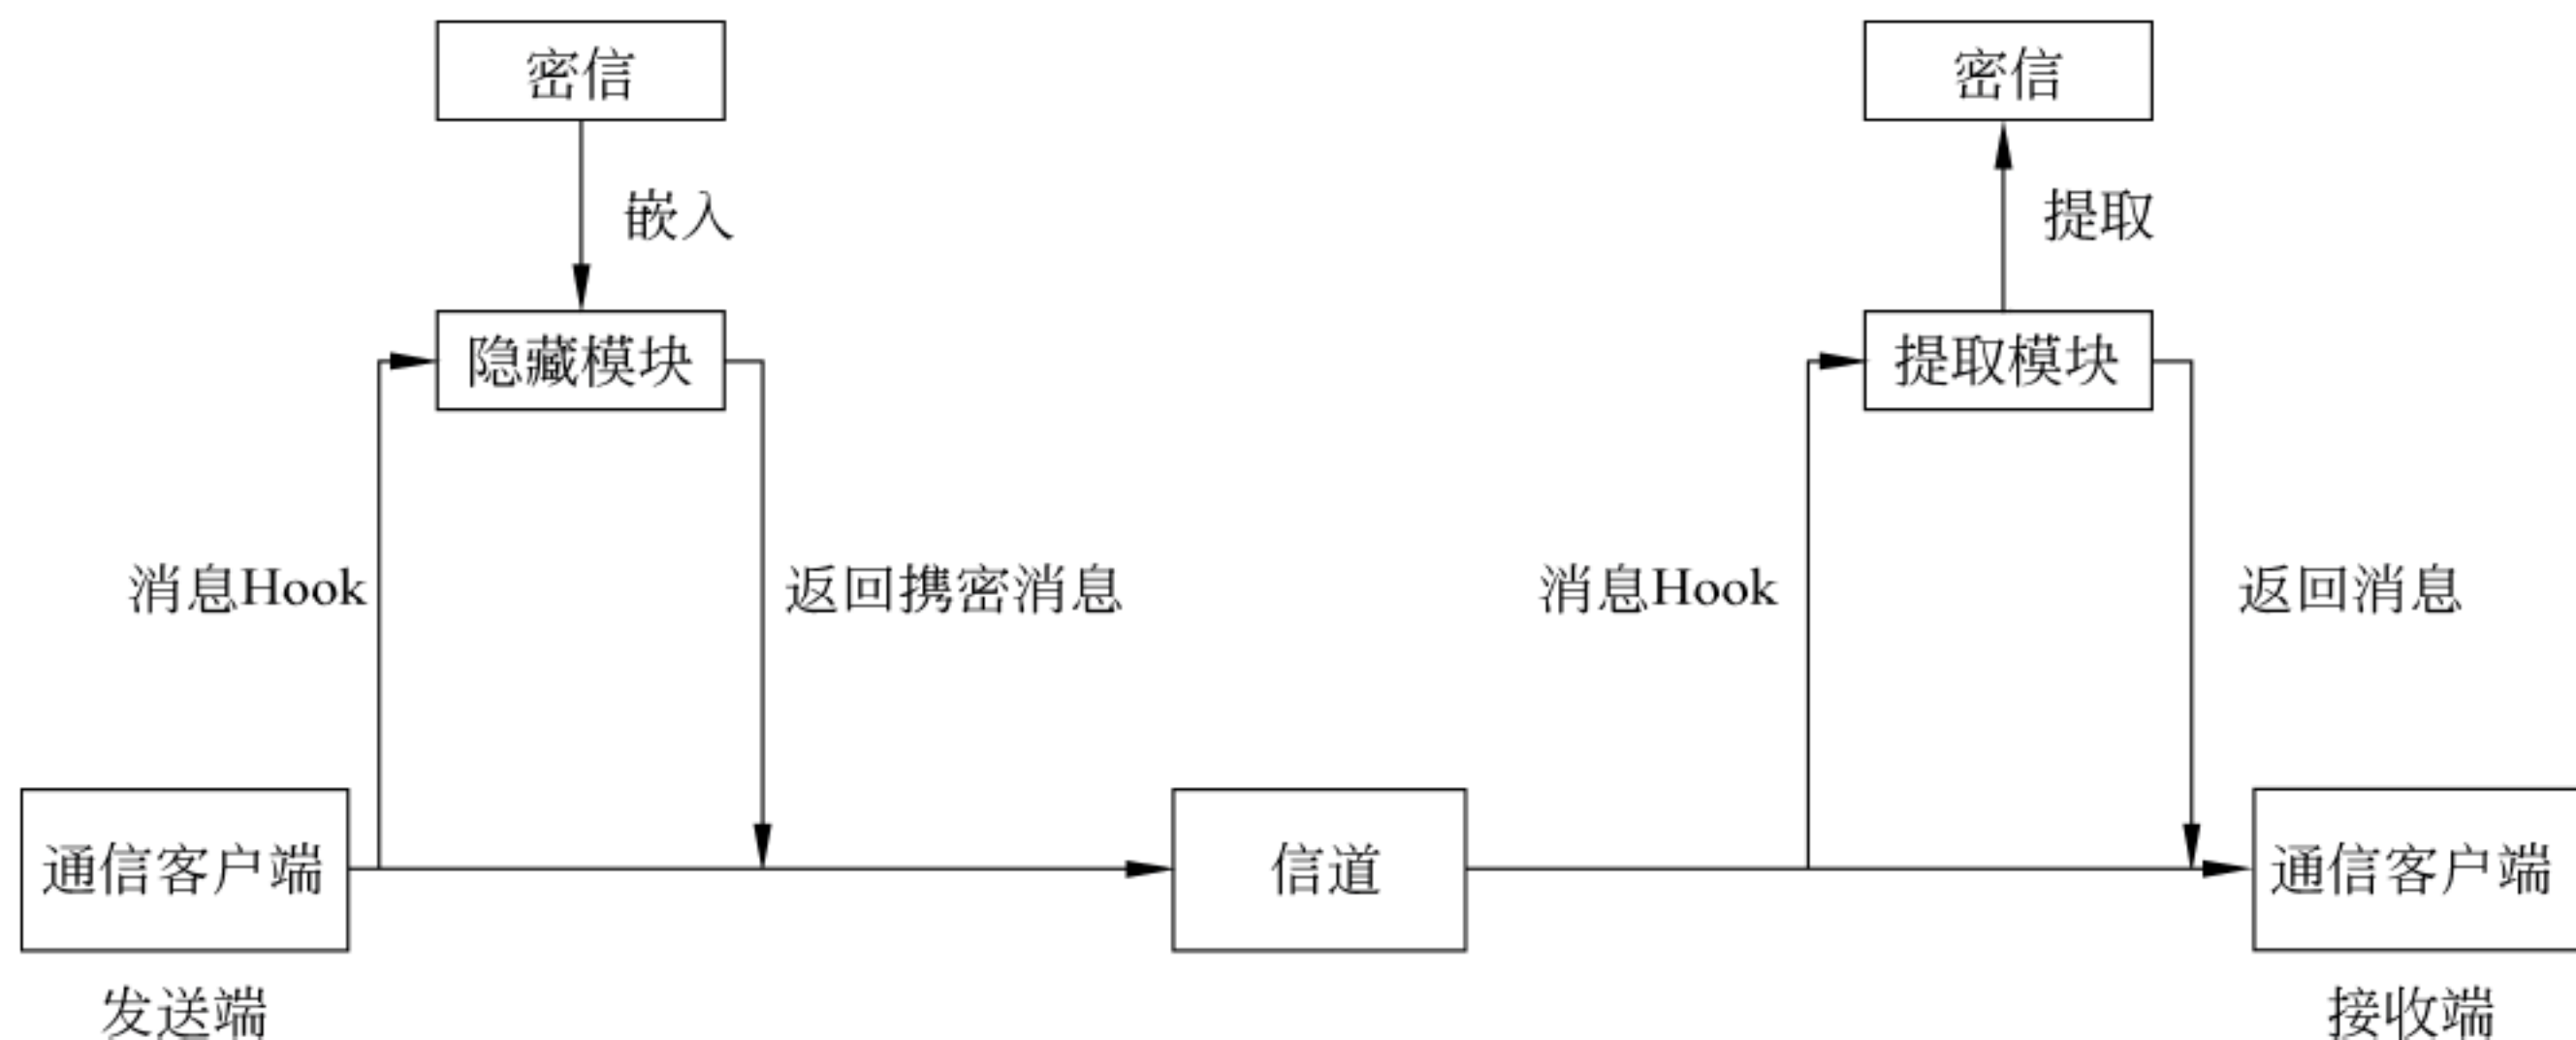 密信
密信
嵌入
提取
隐藏模块
提取模块
消息Hook
返回携密消息
消息Hook
返回消息
通信客户端
信道
通信客户端
发送端
接收端